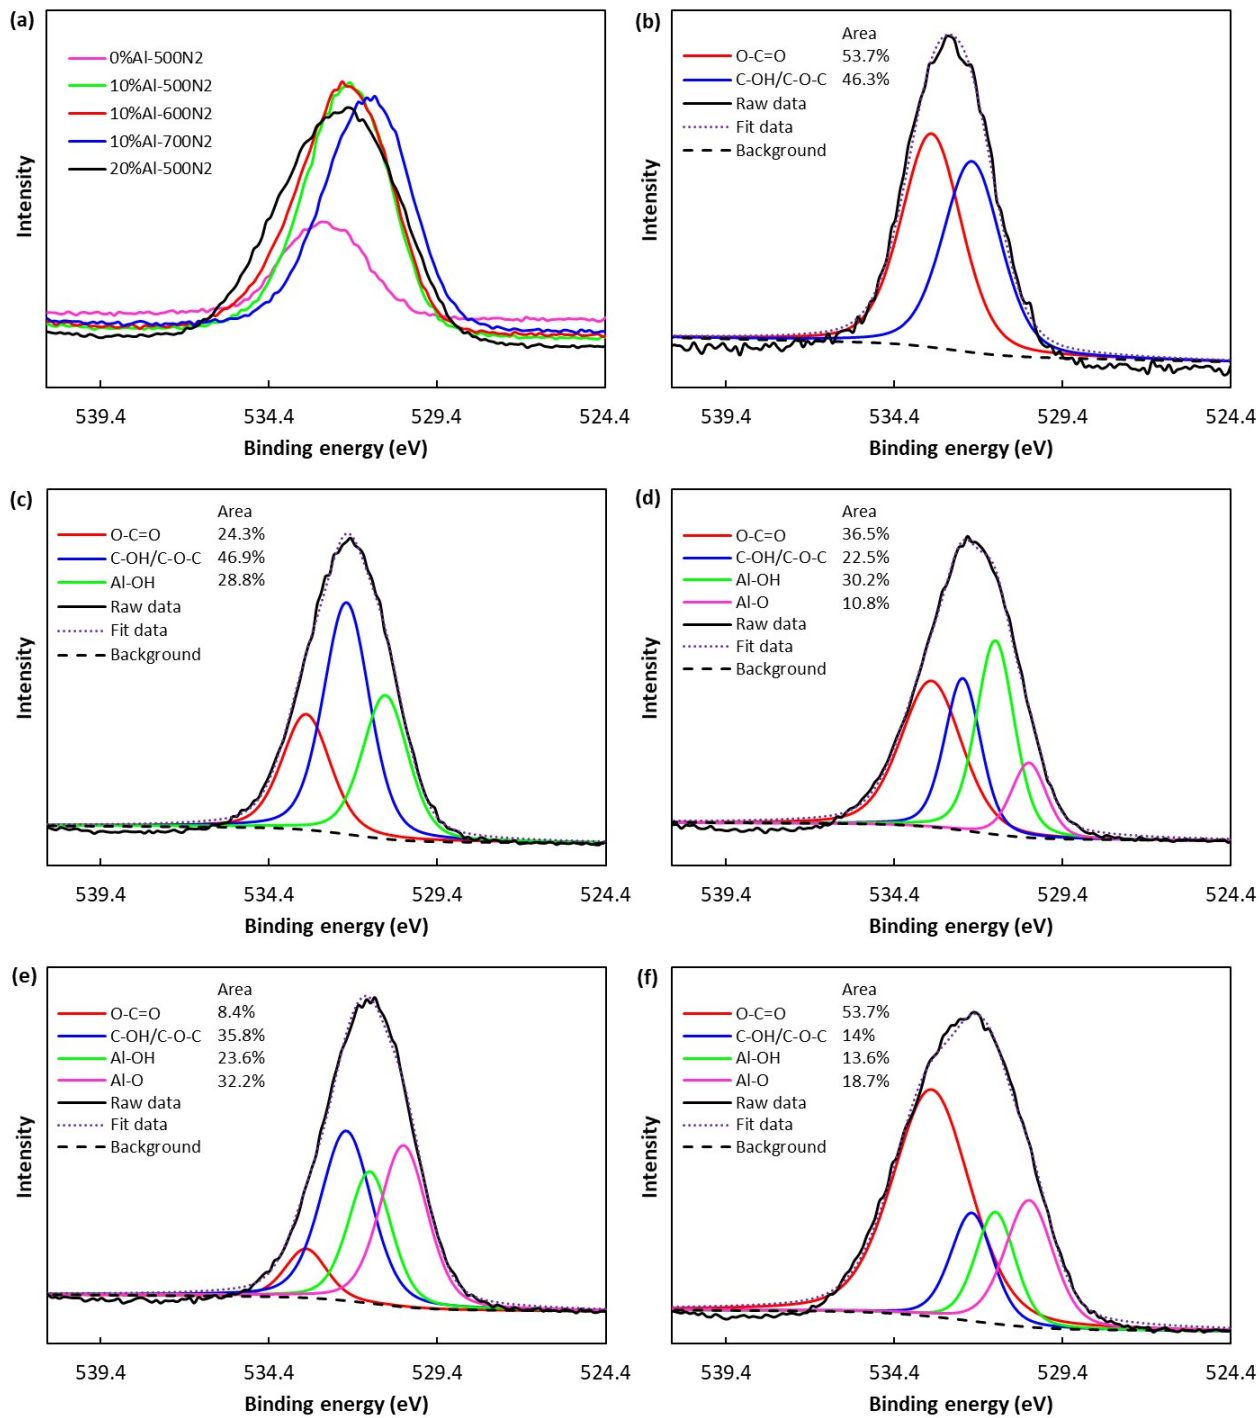 (a)
0%Al-500N2
10%Al-500N2
10%Al-600N2
10%Al-700N2
20%Al-500N2
Intensity
539.4 534.4 529.4 524.4
Binding energy (eV)
(b)
Area
O-C=O 53.7%
C-OH/C-O-C 46.3%
Raw data
Fit data
Background
Intensity
539.4 534.4 529.4 524.4
Binding energy (eV)
(c)
Area
O-C=O 24.3%
C-OH/C-O-C 46.9%
Al-OH 28.8%
Raw data
Fit data
Background
Intensity
539.4 534.4 529.4 524.4
Binding energy (eV)
(d)
Area
O-C=O 36.5%
C-OH/C-O-C 22.5%
Al-OH 30.2%
Al-O 10.8%
Raw data
Fit data
Background
Intensity
539.4 534.4 529.4 524.4
Binding energy (eV)
(e)
Area
O-C=O 8.4%
C-OH/C-O-C 35.8%
Al-OH 23.6%
Al-O 32.2%
Raw data
Fit data
Background
Intensity
539.4 534.4 529.4 524.4
Binding energy (eV)
(f)
Area
O-C=O 53.7%
C-OH/C-O-C 14%
Al-OH 13.6%
Al-O 18.7%
Raw data
Fit data
Background
Intensity
539.4 534.4 529.4 524.4
Binding energy (eV)